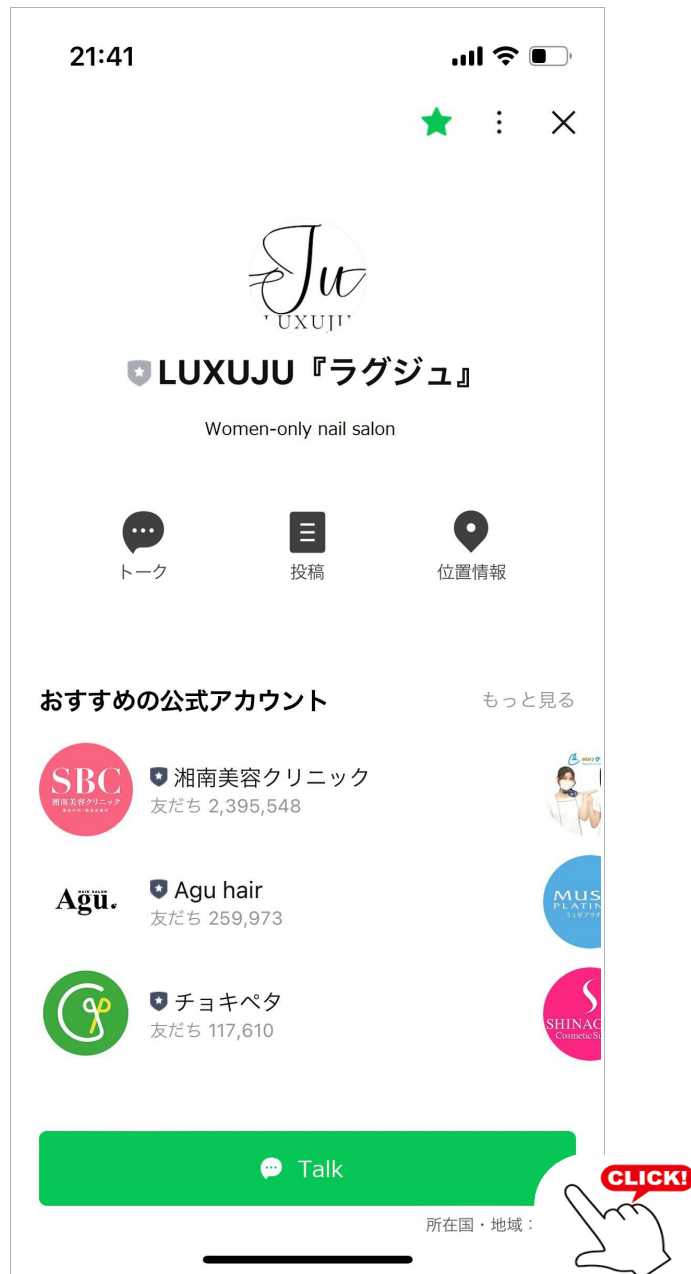 21:41
Ju
LUXUJU
LUXUJU『ラグジュ』
Women-only nail salon
トーク 投稿 位置情報
おすすめの公式アカウント もっと見る
SBC
湘南美容クリニック
湘南美容クリニック
友だち 2,395,548
HAIR SALON
Agu.
Agu hair
友だち 259,973
MUS
PLATIN
チョキペタ
友だち 117,610
S
SHINAG
CosmeticSu
Talk
CLICK!
所在国・地域：